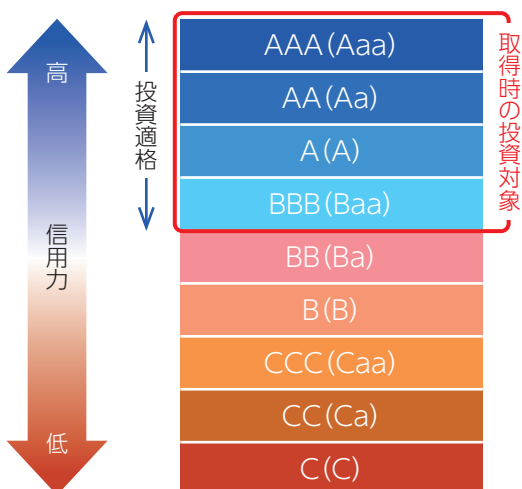 高
信用力
低
投資適格
AAA(Aaa)
AA(Aa)
A(A)
BBB(Baa)
BB(Ba)
B(B)
CCC(Caa)
CC(Ca)
C(C)
取得時の投資対象